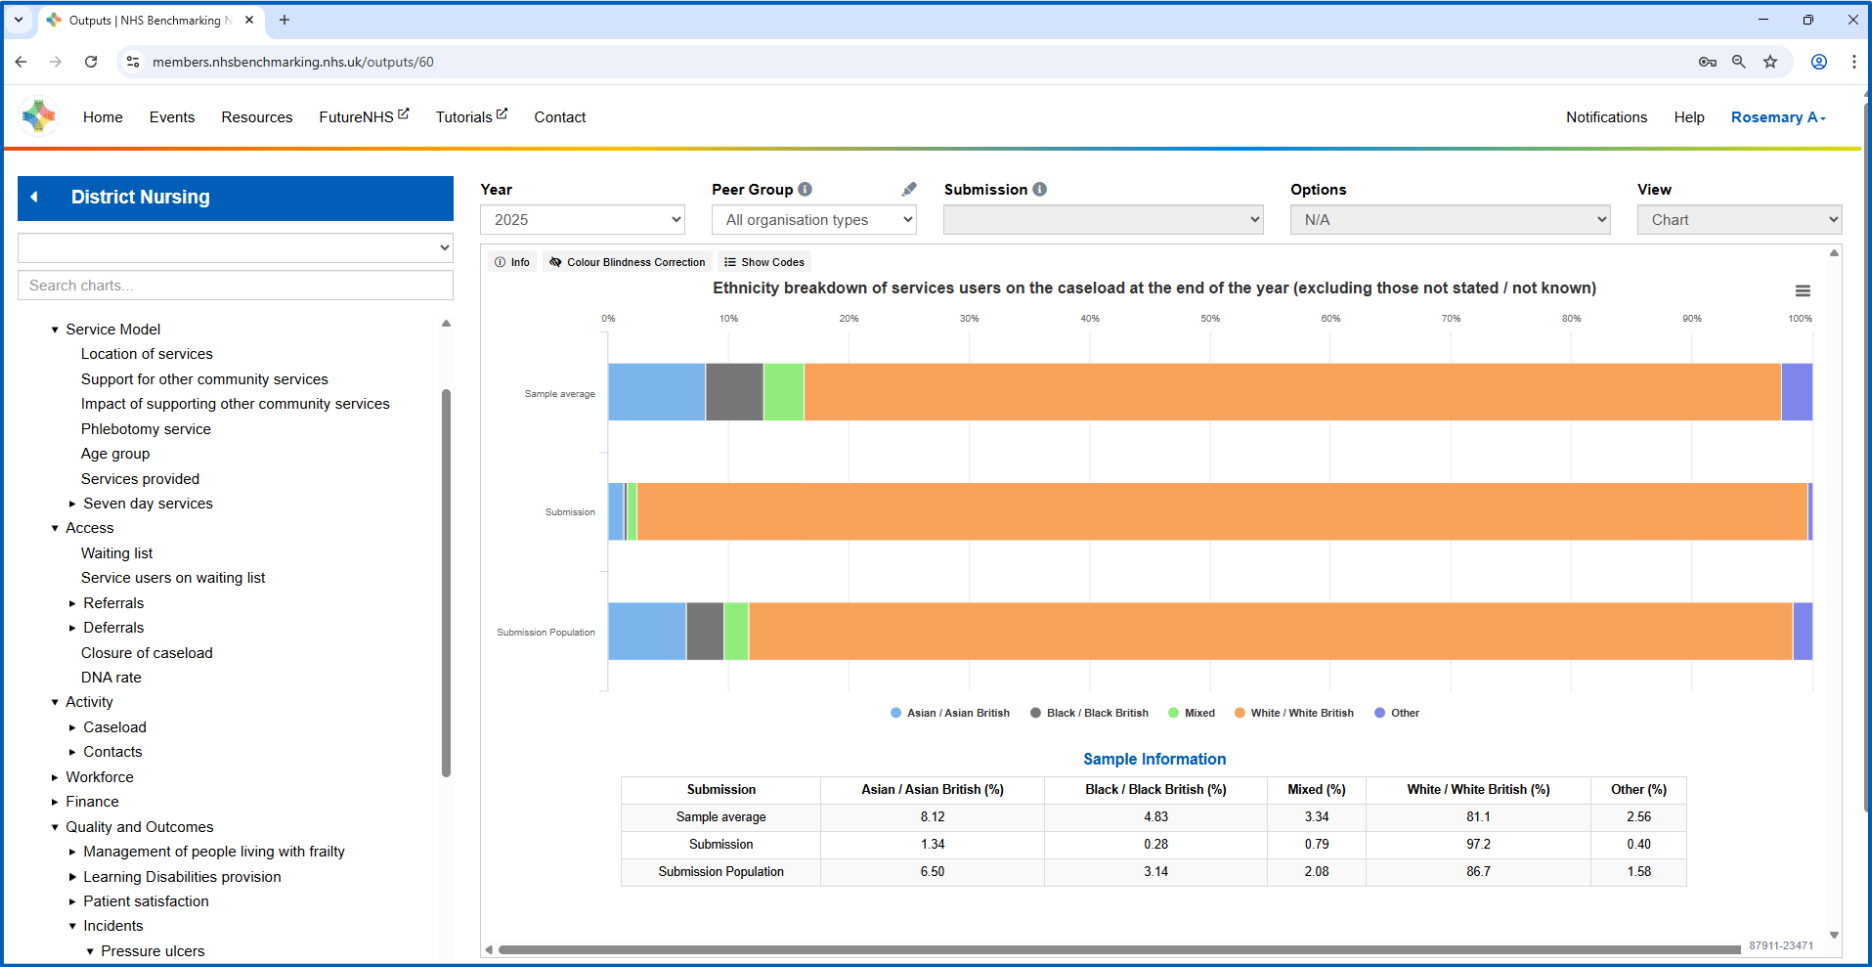 Outputs | NHS Benchmarking N
members.nhsbenchmarking.nhs.uk/outputs/60
Home Events Resources FutureNHS Tutorials Contact Notifications Help Rosemary A
District Nursing
Search charts...
Service Model
Location of services
Support for other community services
Impact of supporting other community services
Phlebotomy service
Age group
Services provided
Seven day services
Access
Waiting list
Service users on waiting list
Referrals
Deferrals
Closure of caseload
DNA rate
Activity
Caseload
Contacts
Workforce
Finance
Quality and Outcomes
Management of people living with frailty
Learning Disabilities provision
Patient satisfaction
Incidents
Pressure ulcers
Year Peer Group Submission Options View
2025 All organisation types N/A Chart
Info Colour Blindness Correction Show Codes
Ethnicity breakdown of services users on the caseload at the end of the year (excluding those not stated / not known)
0% 10% 20% 30% 40% 50% 60% 70% 80% 90% 100%
Sample average
Submission
Submission Population
Asian / Asian British Black / Black British Mixed White / White British Other
Sample Information
Submission Asian / Asian British (%) Black / Black British (%) Mixed (%) White / White British (%) Other (%)
Sample average 8.12 4.83 3.34 81.1 2.56
Submission 1.34 0.28 0.79 97.2 0.40
Submission Population 6.50 3.14 2.08 86.7 1.58
87911-23471